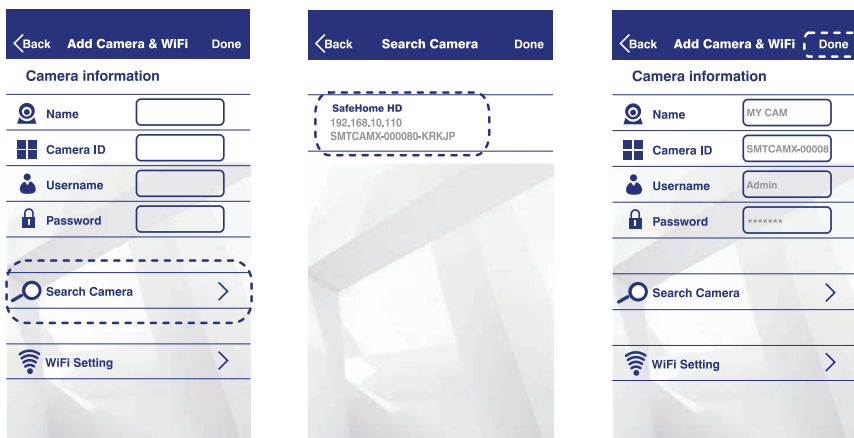 Back Add Camera & WiFi Done
Camera information
Name
Camera ID
Username
Password
Search Camera
WiFi Setting
Back Search Camera Done
SafeHome HD
192.168.10.110
SMTCAMX-000080-KRKJP
Back Add Camera & WiFi Done
Camera information
Name MY CAM
Camera ID SMTCAMX-00008
Username Admin
Password *******
Search Camera
WiFi Setting